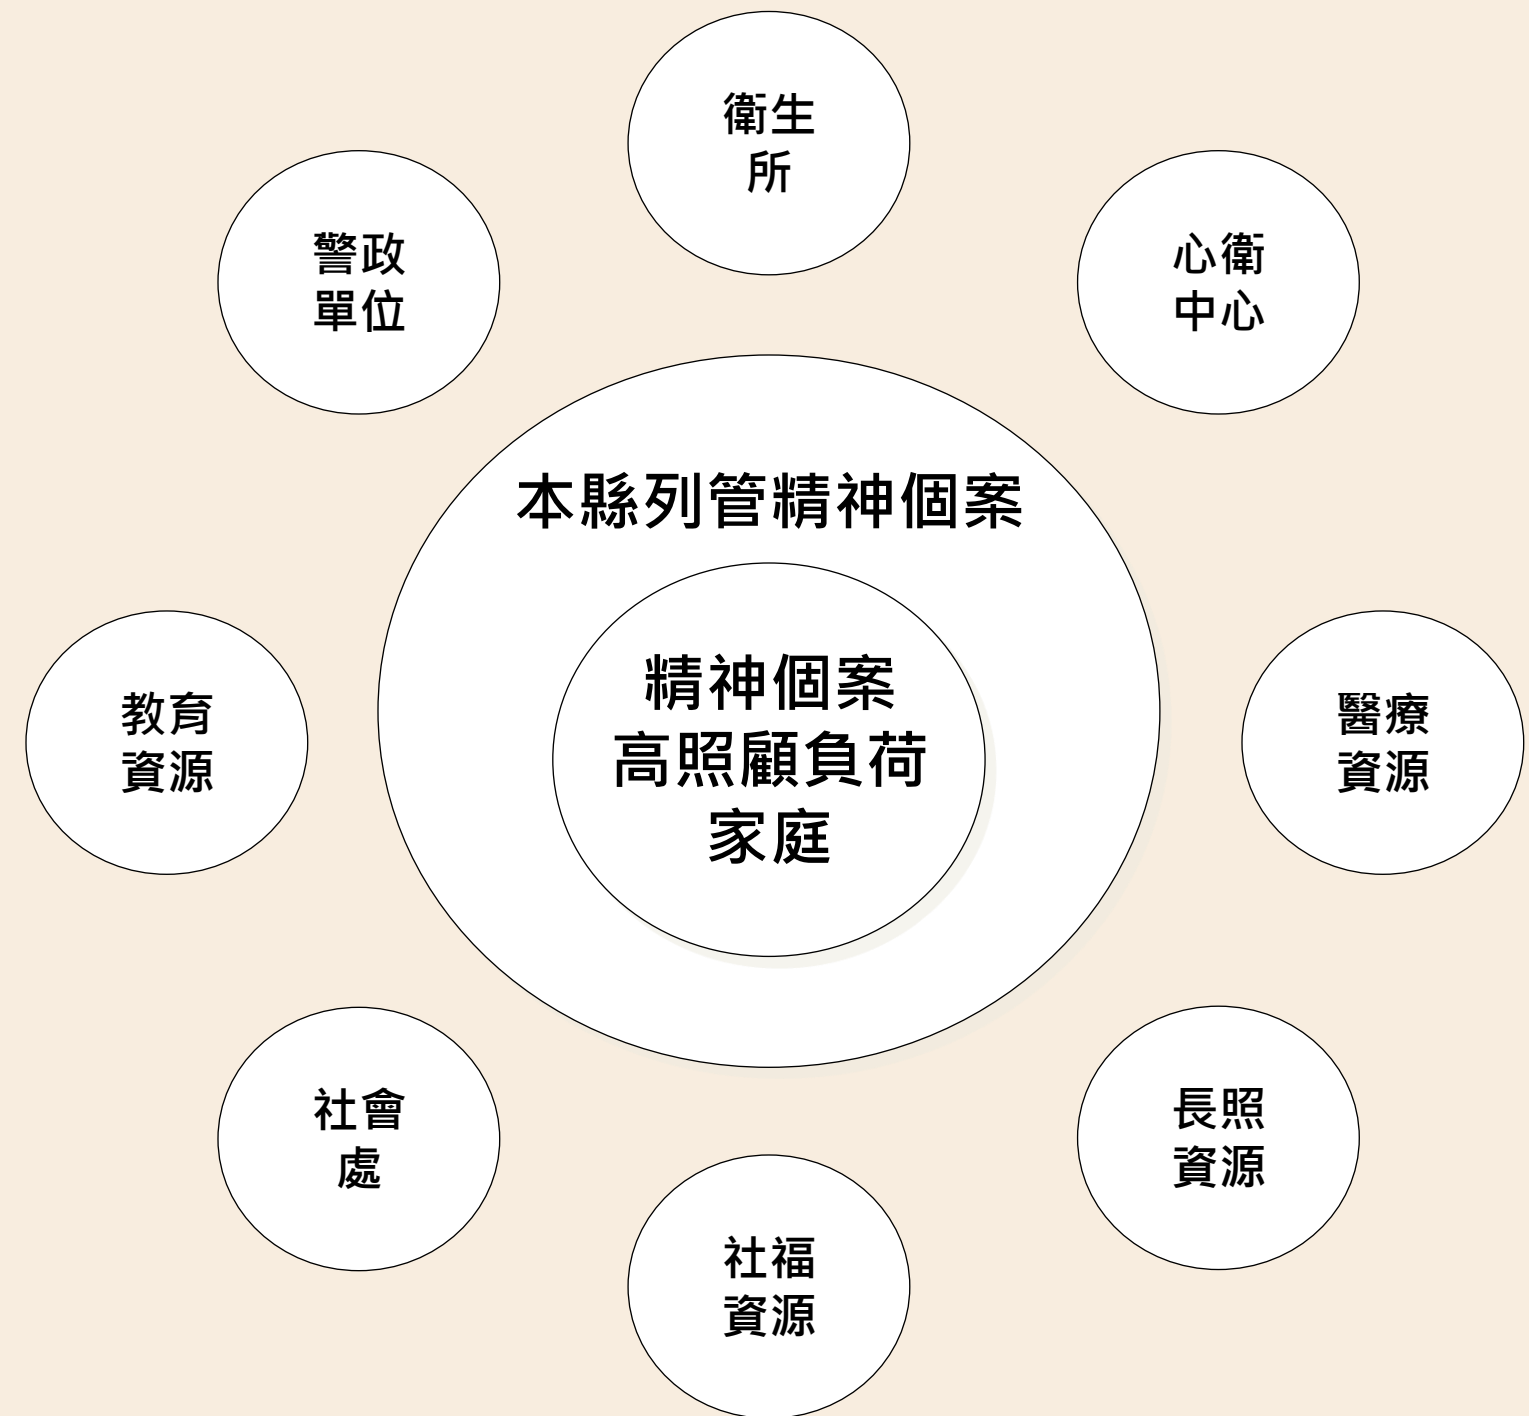 衛生
所
警政
單位
心衛
中心
本縣列管精神個案
精神個案
高照顧負荷
家庭
教育
資源
醫療
資源
社會
處
長照
資源
社福
資源